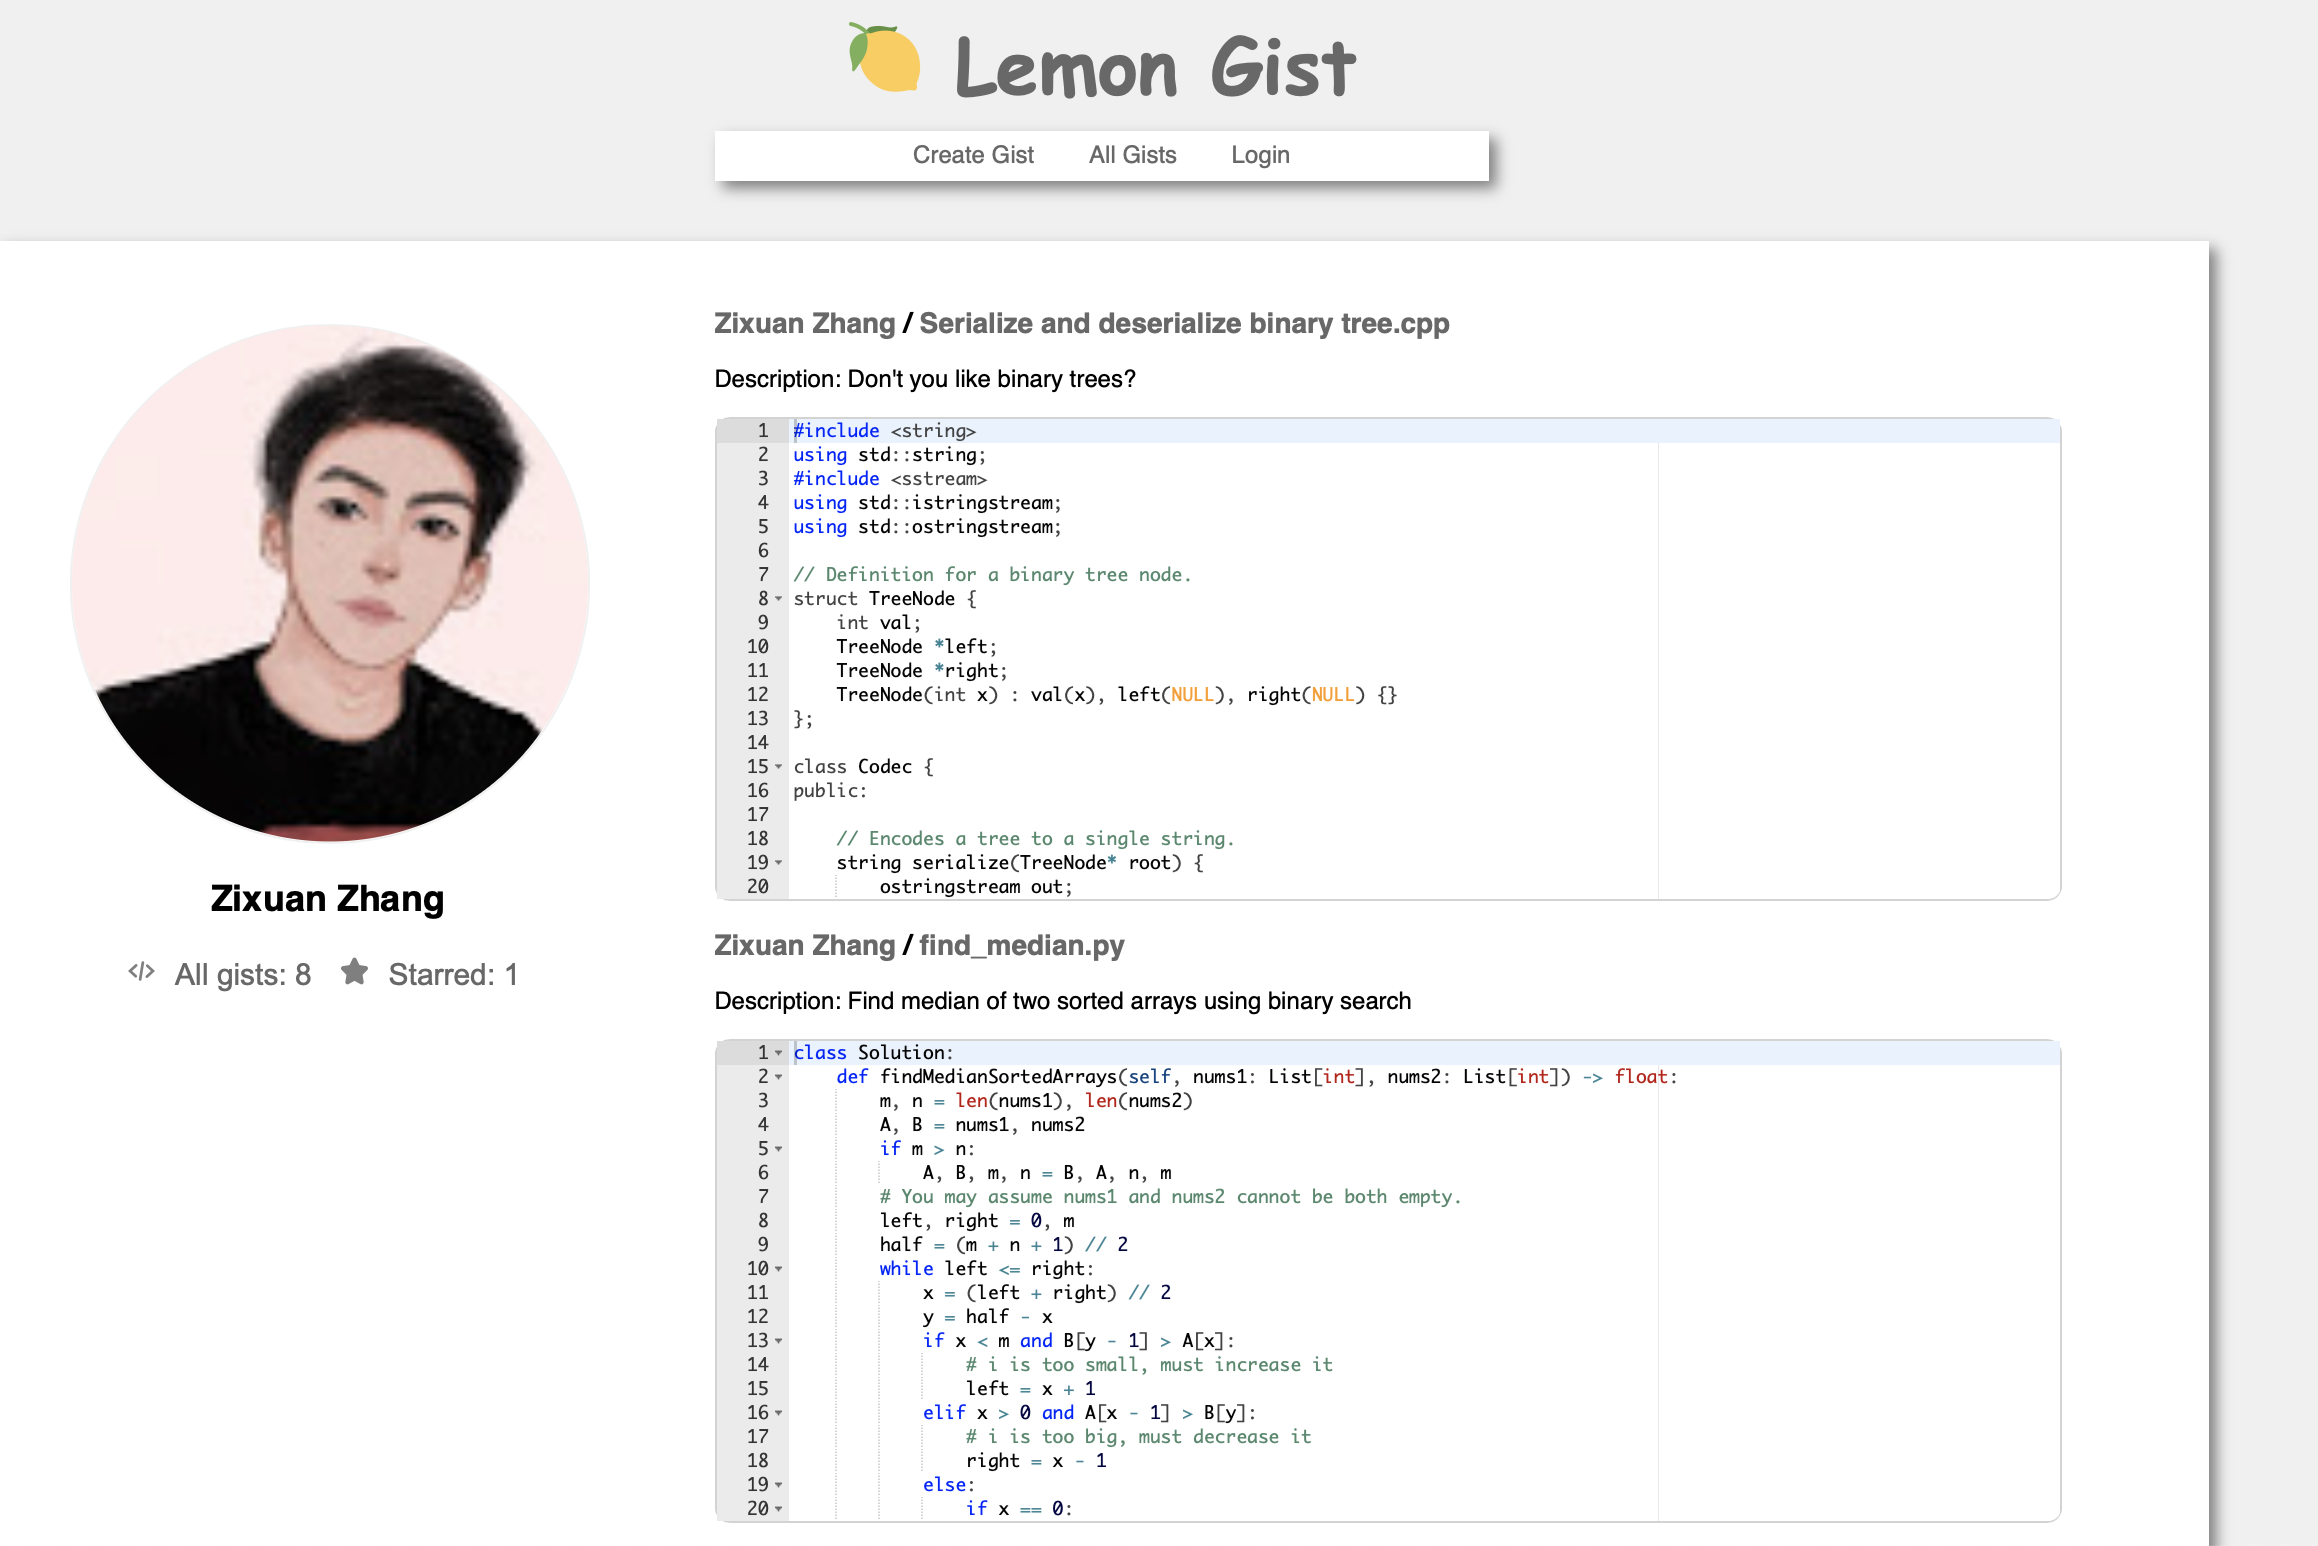 Lemon Gist
Create Gist All Gists Login
Zixuan Zhang
All gists: 8 Starred: 1
Zixuan Zhang / Serialize and deserialize binary tree.cpp
Description: Don't you like binary trees?
1 #include <string>
2 using std::string;
3 #include <sstream>
4 using std::istringstream;
5 using std::ostringstream;
6
7 // Definition for a binary tree node.
8 struct TreeNode {
9     int val;
10     TreeNode *left;
11     TreeNode *right;
12     TreeNode(int x) : val(x), left(NULL), right(NULL) {}
13 };
14
15 class Codec {
16 public:
17
18     // Encodes a tree to a single string.
19     string serialize(TreeNode* root) {
20         ostringstream out;
Zixuan Zhang / find_median.py
Description: Find median of two sorted arrays using binary search
1 class Solution:
2     def findMedianSortedArrays(self, nums1: List[int], nums2: List[int]) -> float:
3         m, n = len(nums1), len(nums2)
4         A, B = nums1, nums2
5         if m > n:
6             A, B, m, n = B, A, n, m
7         # You may assume nums1 and nums2 cannot be both empty.
8         left, right = 0, m
9         half = (m + n + 1) // 2
10         while left <= right:
11             x = (left + right) // 2
12             y = half - x
13             if x < m and B[y - 1] > A[x]:
14                 # i is too small, must increase it
15                 left = x + 1
16             elif x > 0 and A[x - 1] > B[y]:
17                 # i is too big, must decrease it
18                 right = x - 1
19             else:
20                 if x == 0: